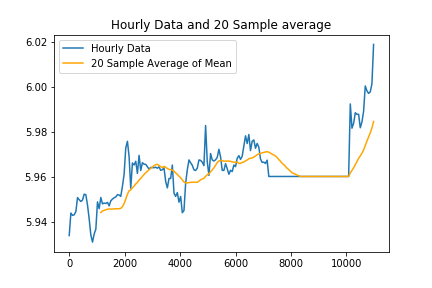 Hourly Data and 20 Sample average
Hourly Data
20 Sample Average of Mean
6.02
6.00
5.98
5.96
5.94
0 2000 4000 6000 8000 10000